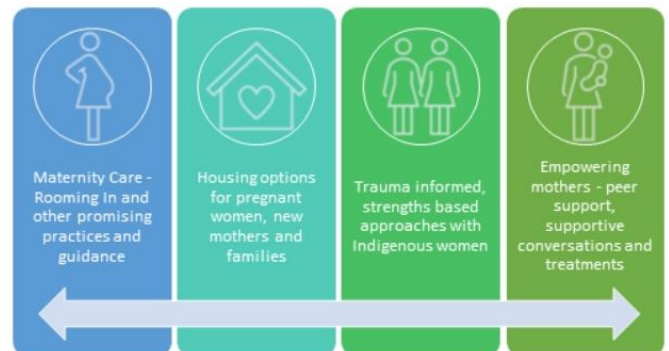 Maternity Care -
Rooming In and
other promising
practices and
guidance
Housing options
for pregnant
women, new
mothers and
families
Trauma informed,
strengths based
approaches with
Indigenous women
Empowering
mothers - peer
support,
supportive
conversations and
treatments